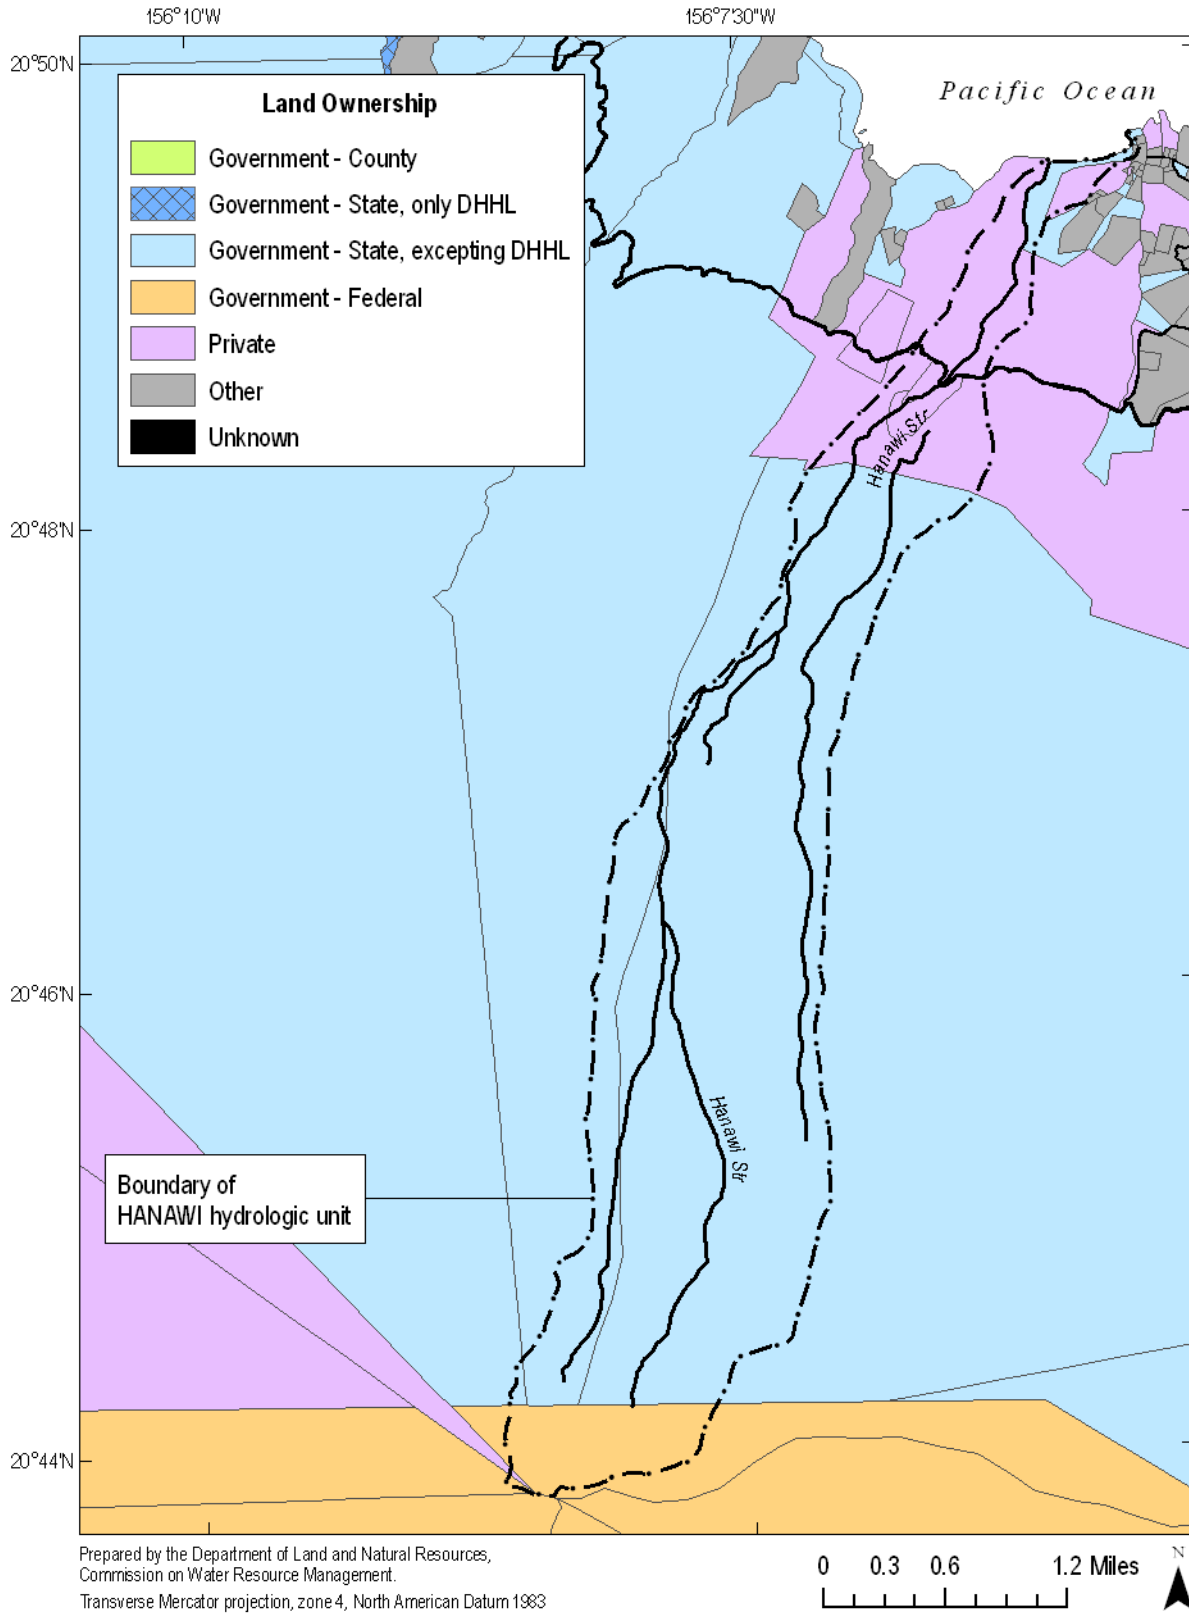 156°10'W
156°7'30"W
20°50'N
Pacific Ocean
Land Ownership
Government - County
Government - State, only DHHL
Government - State, excepting DHHL
Government - Federal
Private
Other
Unknown
Hanawi Str
20°48'N
20°46'N
Hanawi Str
Boundary of
HANAWI hydrologic unit
20°44'N
Prepared by the Department of Land and Natural Resources,
Commission on Water Resource Management.
Transverse Mercator projection, zone 4, North American Datum 1983
0 0.3 0.6 1.2 Miles
N